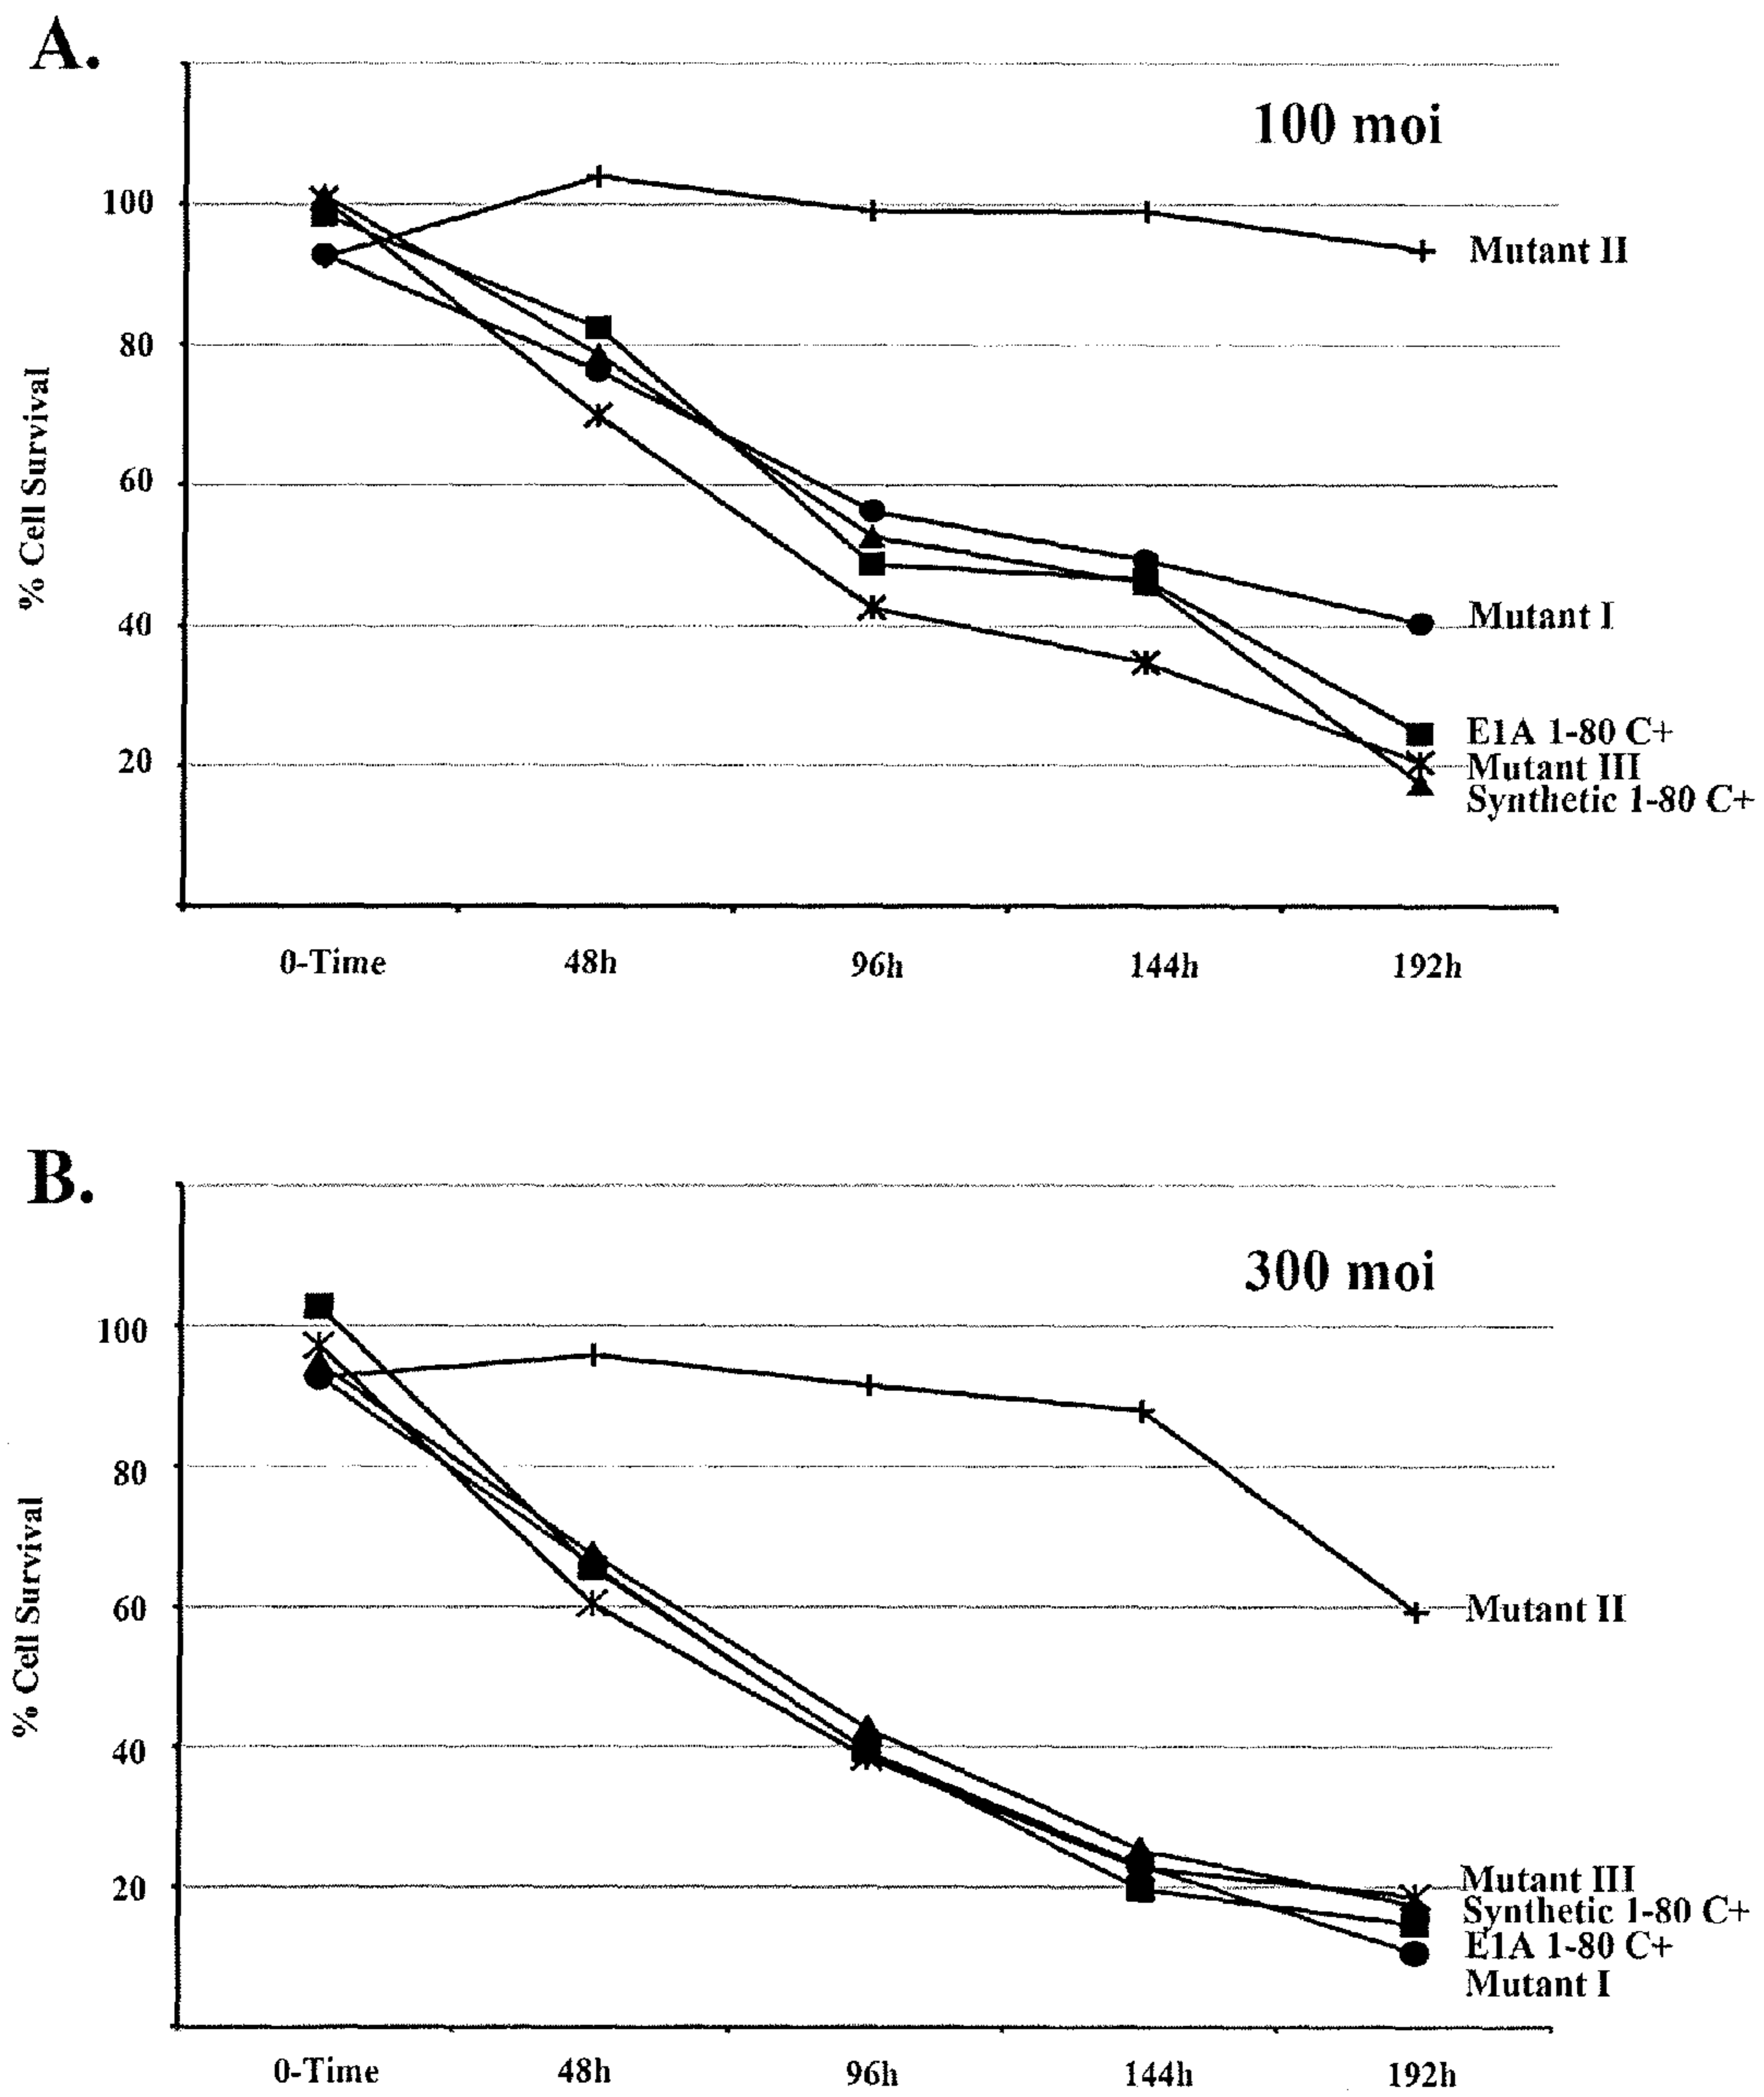 A.
100 moi
% Cell Survival
100
80
60
40
20
Mutant II
Mutant I
E1A 1-80 C+
Mutant III
Synthetic 1-80 C+
0-Time 48h 96h 144h 192h
B.
300 moi
% Cell Survival
100
80
60
40
20
Mutant II
Mutant III
Synthetic 1-80 C+
E1A 1-80 C+
Mutant I
0-Time 48h 96h 144h 192h